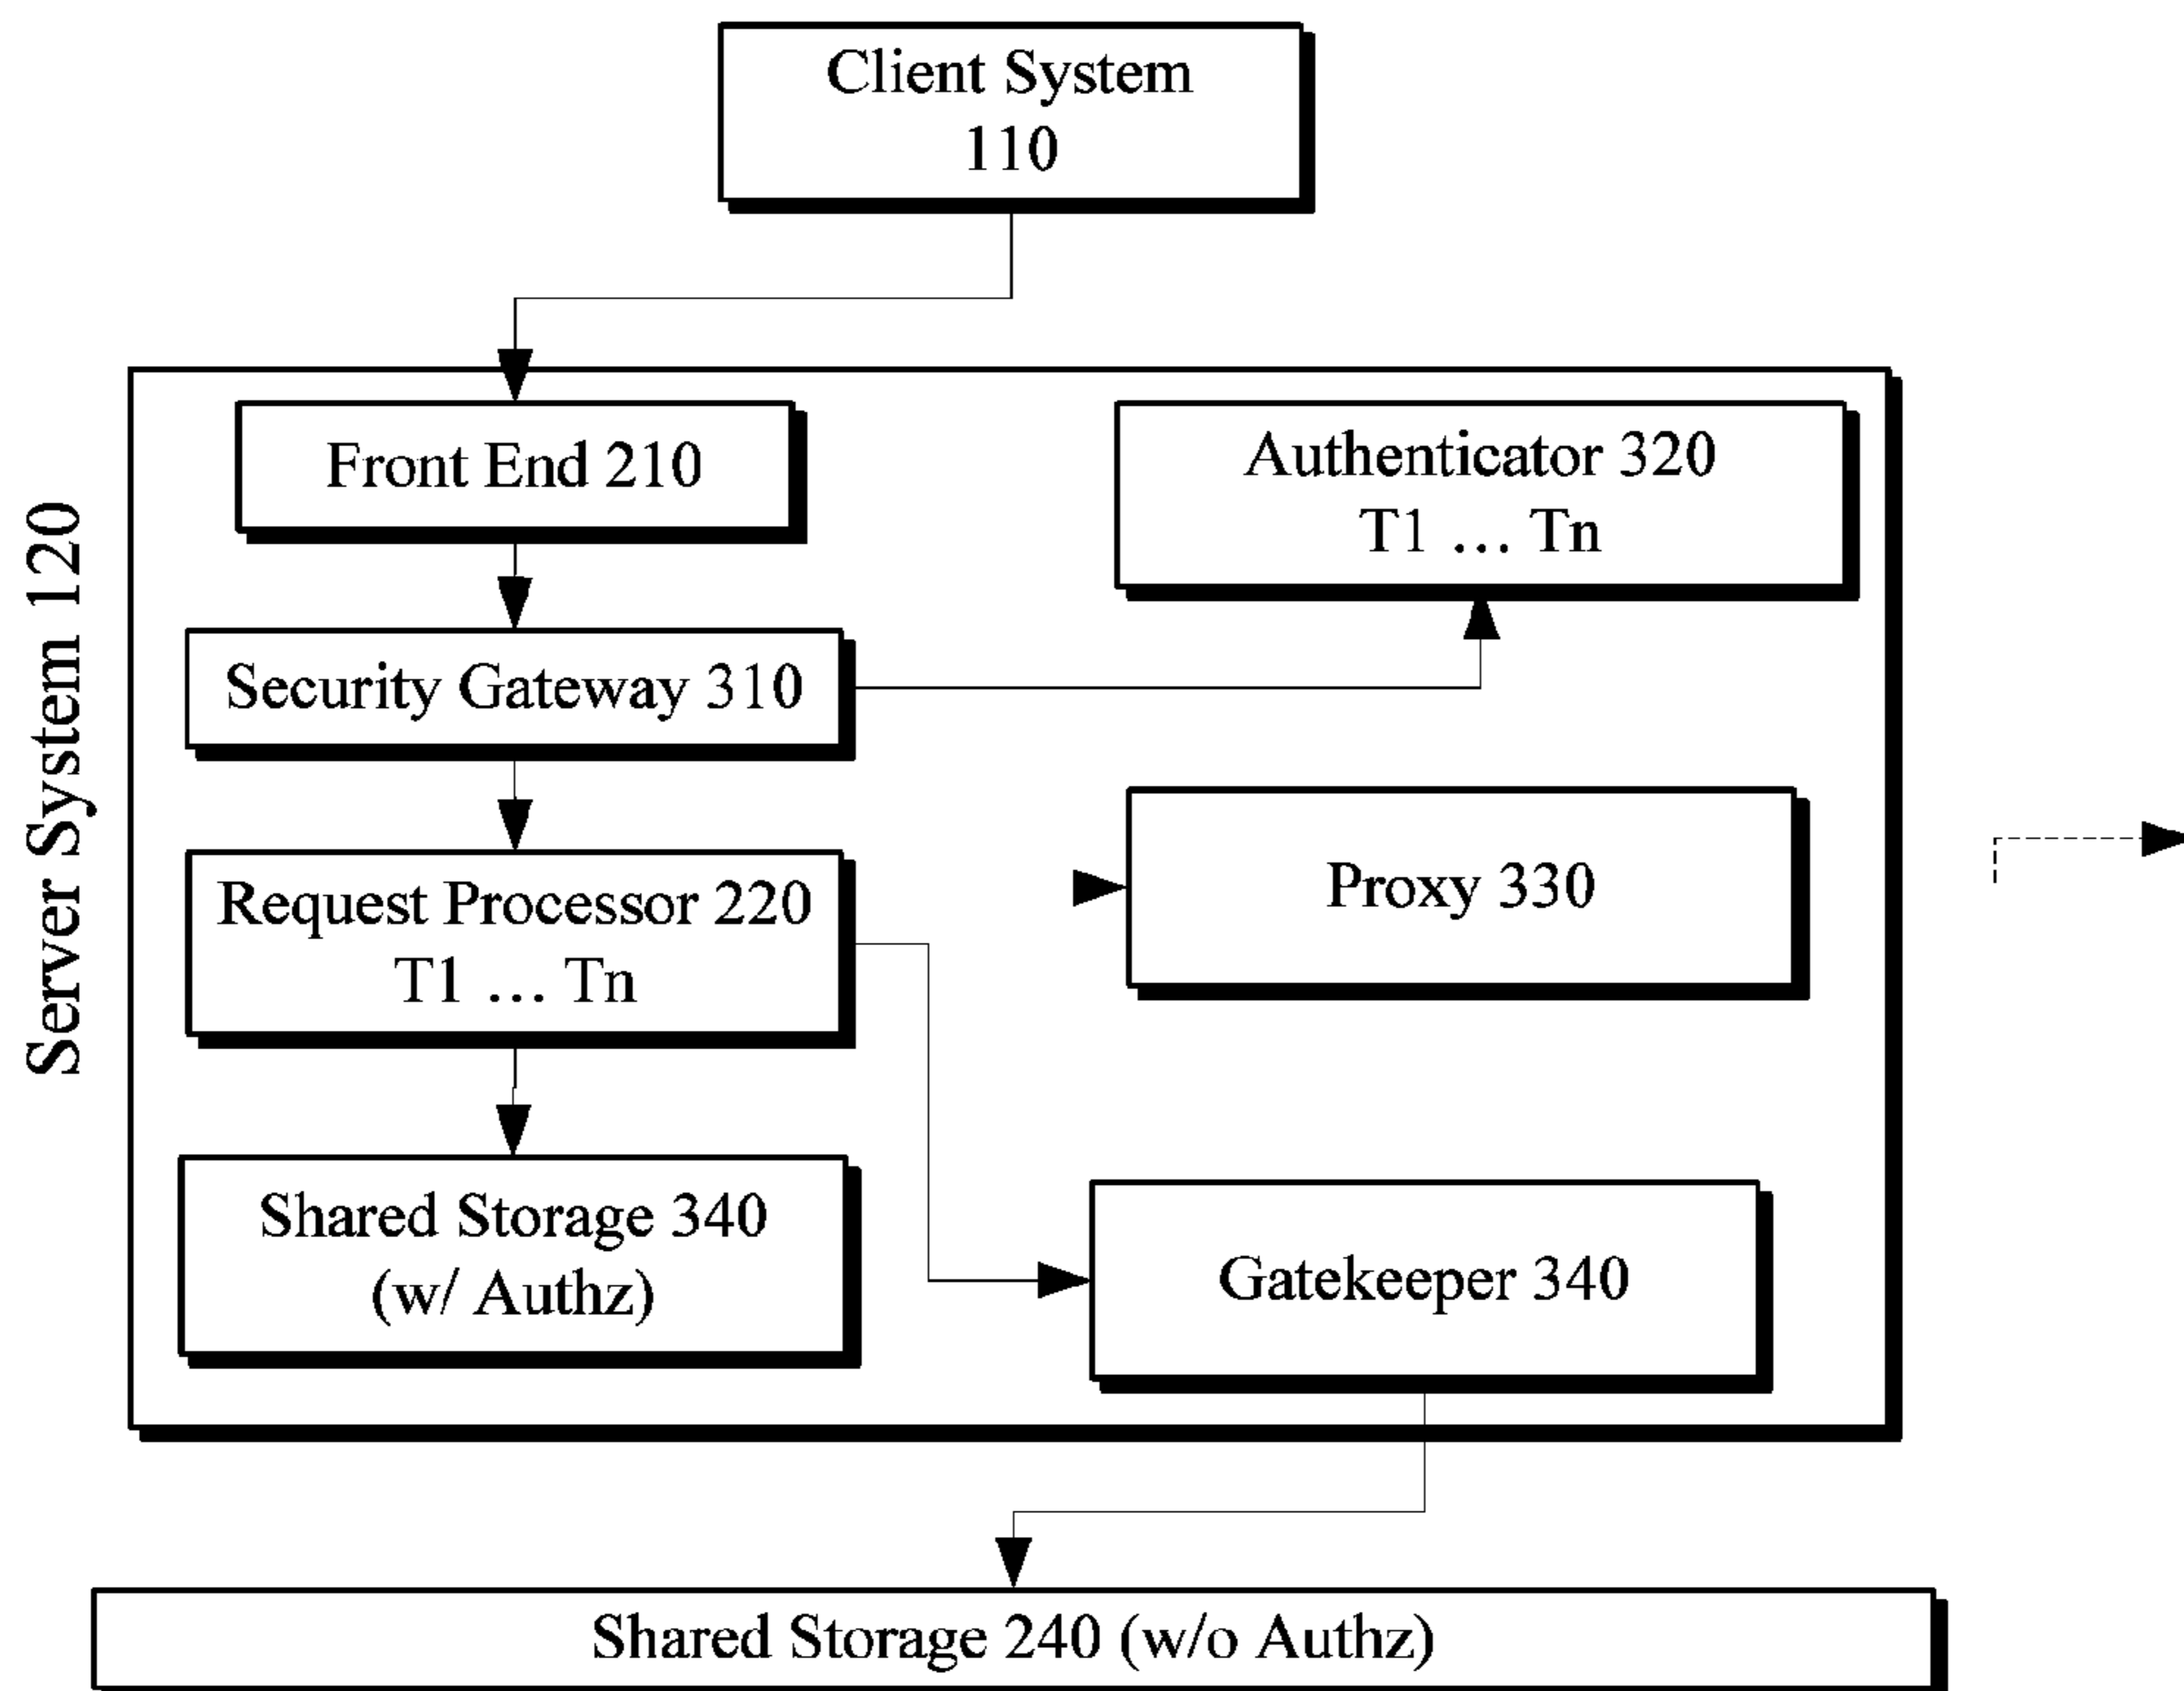 Client System
110
Server System 120
Front End 210
Authenticator 320
T1 ... Tn
Security Gateway 310
Request Processor 220
T1 ... Tn
Proxy 330
Shared Storage 340
(w/ Authz)
Gatekeeper 340
Shared Storage 240 (w/o Authz)